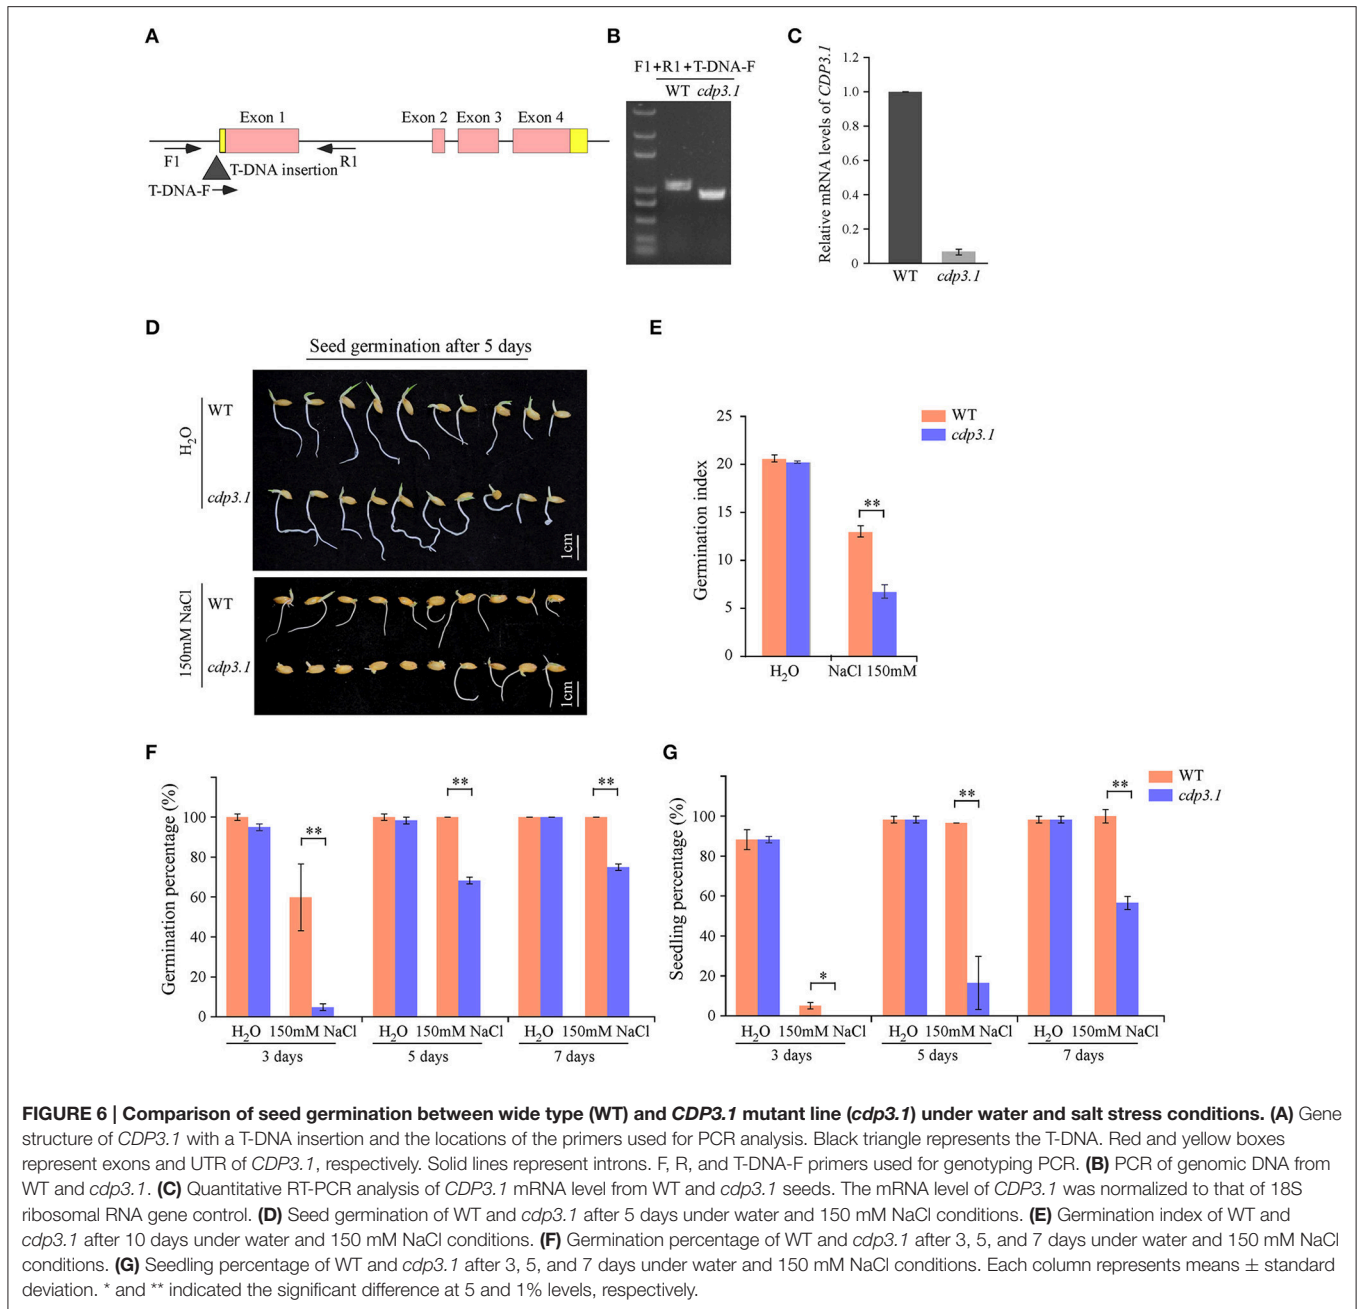 A
Exon 1
Exon 2
Exon 3
Exon 4
F1
R1
T-DNA insertion
T-DNA-F
B
F1+R1+T-DNA-F
WT cdp3.1
C
Relative mRNA levels of CDP3.1
1.2
1.0
0.8
0.6
0.4
0.2
0
WT cdp3.1
D
Seed germination after 5 days
H2O
WT
cdp3.1
1cm
150mM NaCl
WT
cdp3.1
1cm
E
WT
cdp3.1
Germination index
25
20
15
10
5
0
**
H2O NaCl 150mM
F
Germination percentage (%)
100
80
60
40
20
0
**
**
**
H2O 150mM NaCl H2O 150mM NaCl H2O 150mM NaCl
3 days 5 days 7 days
G
WT
cdp3.1
Seedling percentage (%)
100
80
60
40
20
0
*
**
**
H2O 150mM NaCl H2O 150mM NaCl H2O 150mM NaCl
3 days 5 days 7 days
FIGURE 6 | Comparison of seed germination between wide type (WT) and CDP3.1 mutant line (cdp3.1) under water and salt stress conditions. (A) Gene
structure of CDP3.1 with a T-DNA insertion and the locations of the primers used for PCR analysis. Black triangle represents the T-DNA. Red and yellow boxes
represent exons and UTR of CDP3.1, respectively. Solid lines represent introns. F, R, and T-DNA-F primers used for genotyping PCR. (B) PCR of genomic DNA from
WT and cdp3.1. (C) Quantitative RT-PCR analysis of CDP3.1 mRNA level from WT and cdp3.1 seeds. The mRNA level of CDP3.1 was normalized to that of 18S
ribosomal RNA gene control. (D) Seed germination of WT and cdp3.1 after 5 days under water and 150 mM NaCl conditions. (E) Germination index of WT and
cdp3.1 after 10 days under water and 150 mM NaCl conditions. (F) Germination percentage of WT and cdp3.1 after 3, 5, and 7 days under water and 150 mM NaCl
conditions. (G) Seedling percentage of WT and cdp3.1 after 3, 5, and 7 days under water and 150 mM NaCl conditions. Each column represents means ± standard
deviation. * and ** indicated the significant difference at 5 and 1% levels, respectively.